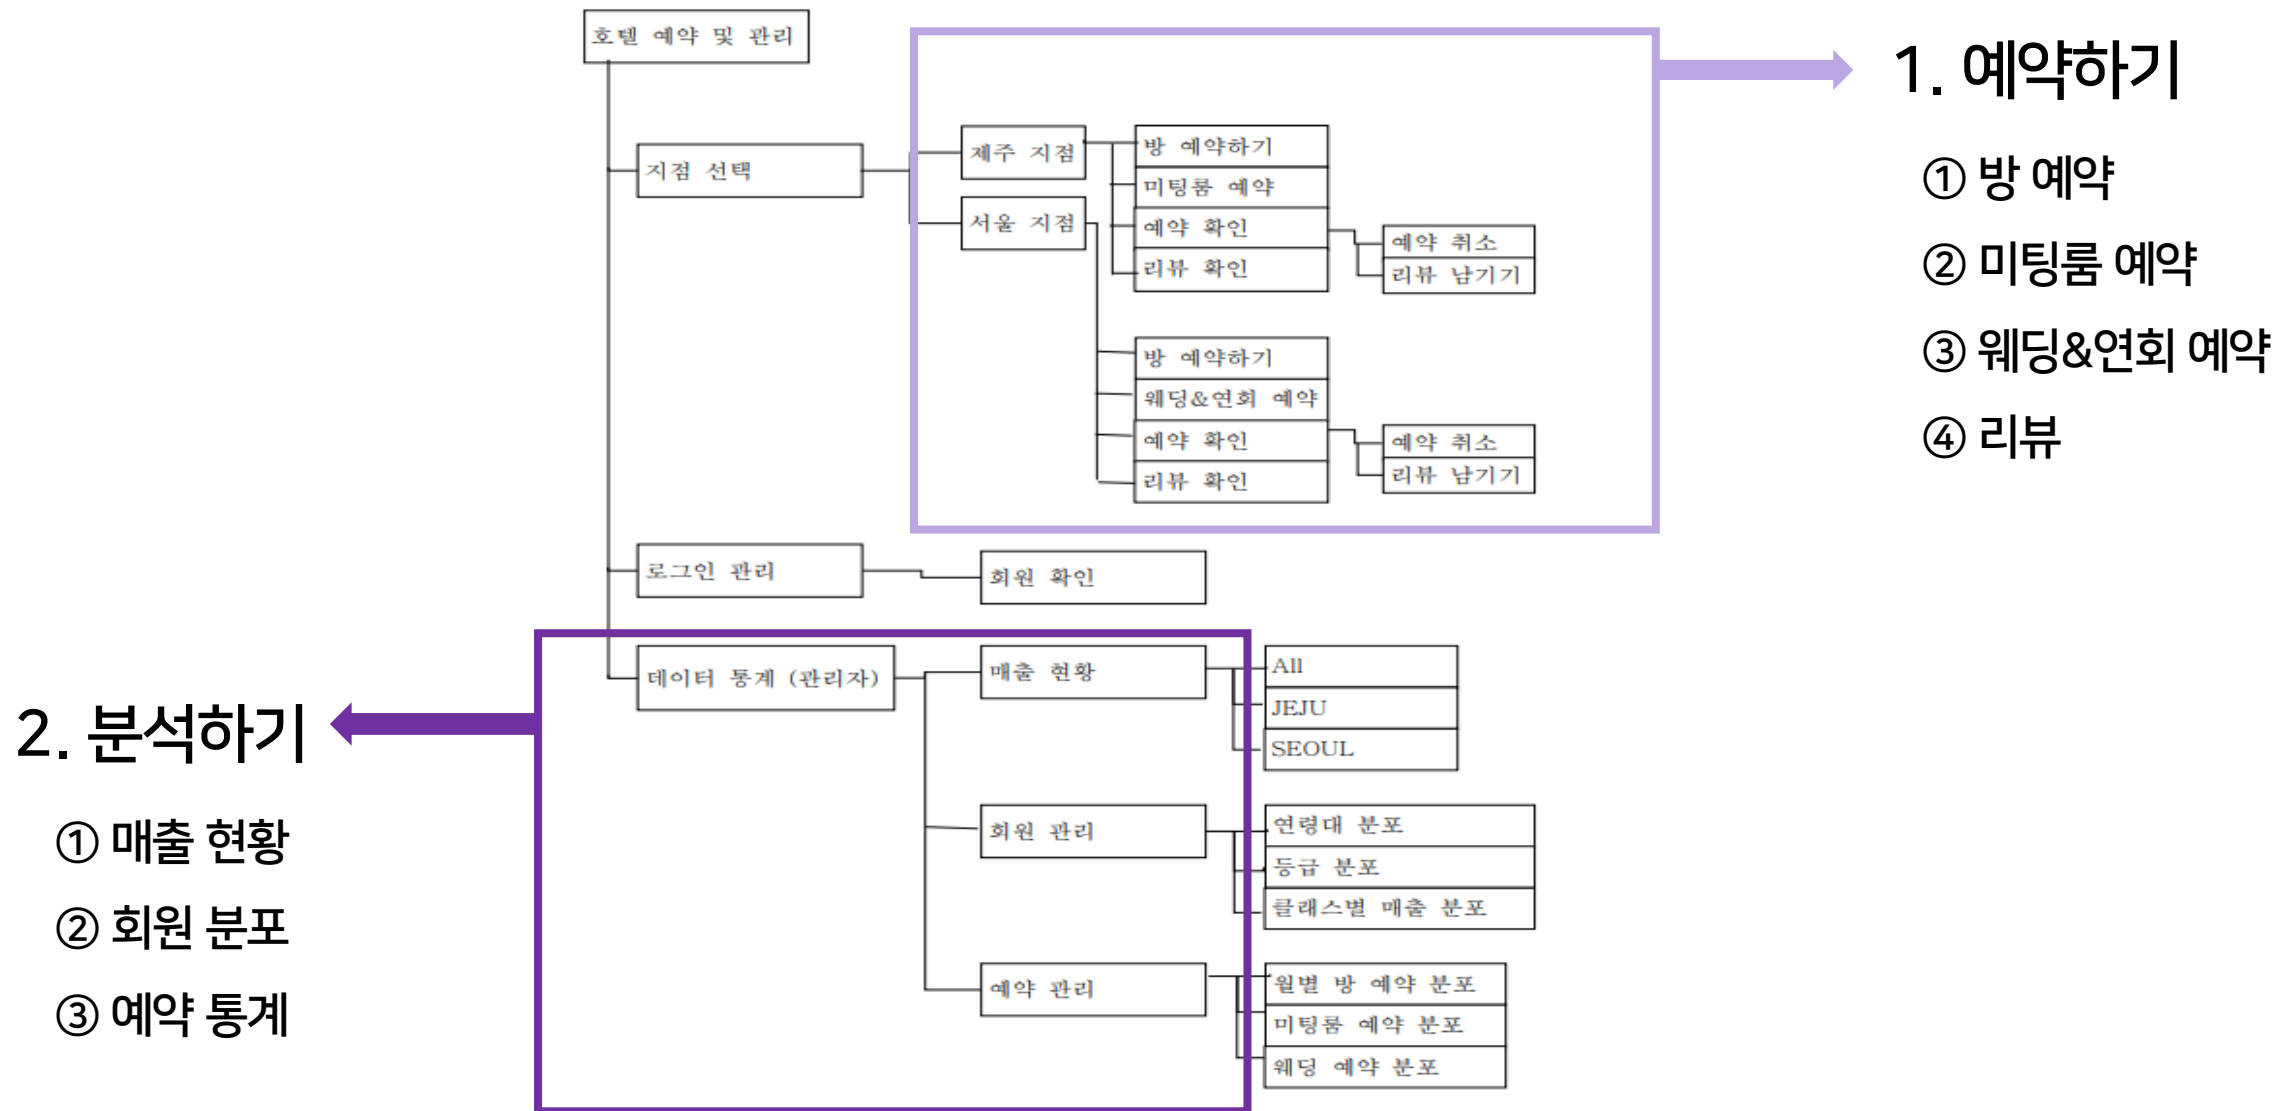 호텔 예약 및 관리
지점 선택
제주 지점
서울 지점
방 예약하기
미팅룸 예약
예약 확인
리뷰 확인
예약 취소
리뷰 남기기
방 예약하기
웨딩&연회 예약
예약 확인
리뷰 확인
예약 취소
리뷰 남기기
로그인 관리
회원 확인
데이터 통계 (관리자)
매출 현황
All
JEJU
SEOUL
회원 관리
연령대 분포
등급 분포
클래스별 매출 분포
예약 관리
월별 방 예약 분포
미팅룸 예약 분포
웨딩 예약 분포
1. 예약하기
① 방 예약
② 미팅룸 예약
③ 웨딩&연회 예약
④ 리뷰
2. 분석하기
① 매출 현황
② 회원 분포
③ 예약 통계